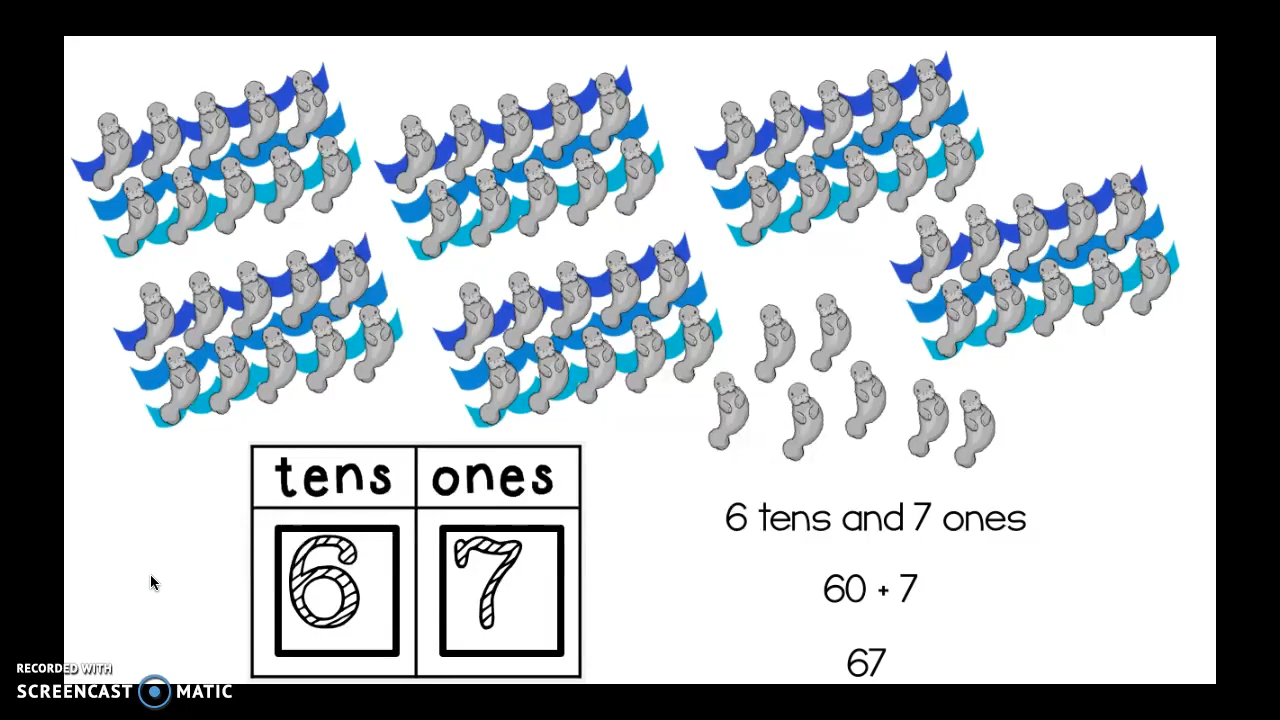 tens ones
6 7
6 tens and 7 ones
60 + 7
67
RECORDED WITH
SCREENCAST MATIC